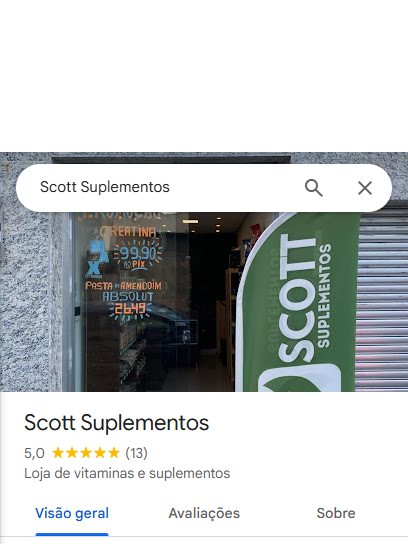 Scott Suplementos
CREATINA
99,90
NO PIX
PASTA DE AMENDOIM
ABSOLUT
26,49
SCOTT
SUPLEMENTOS
Scott Suplementos
5,0 ★★★★★ (13)
Loja de vitaminas e suplementos
Visão geral Avaliações Sobre